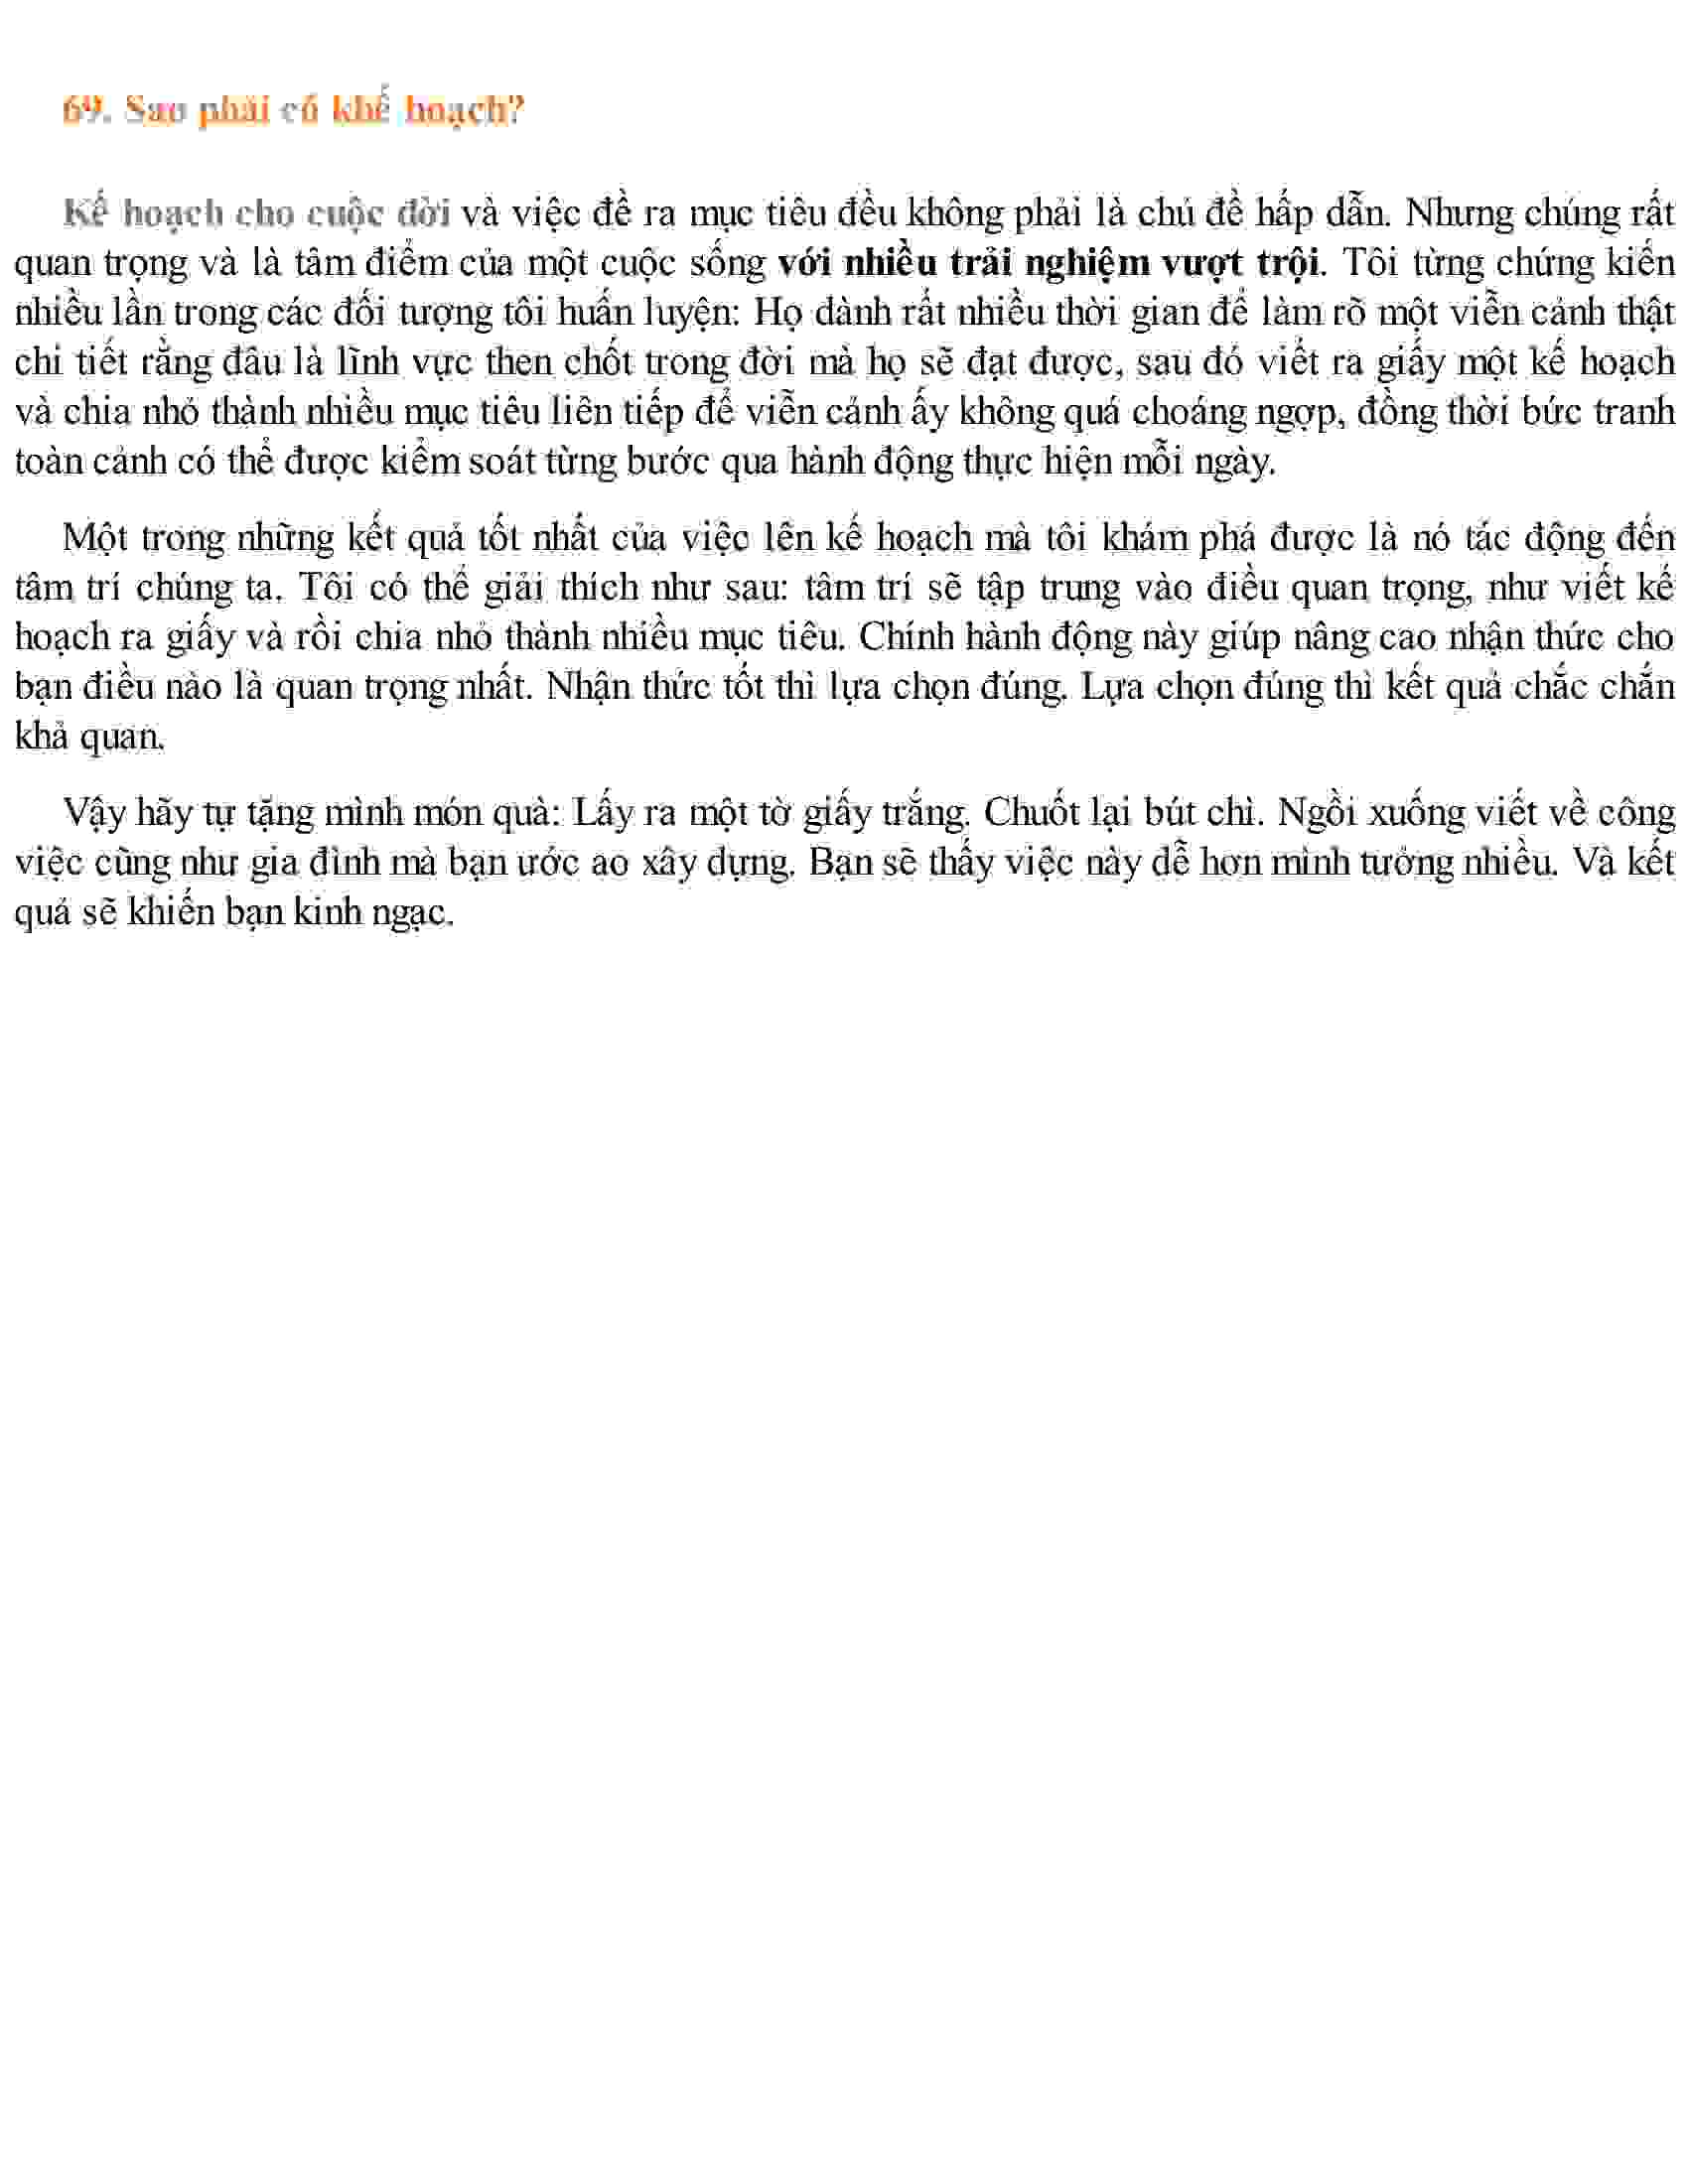 69. Sao phải có khế hoạch?
Kế hoạch cho cuộc đời và việc đề ra mục tiêu đều không phải là chủ đề hấp dẫn. Nhưng chúng rất
quan trọng và là tâm điểm của một cuộc sống với nhiều trải nghiệm vượt trội. Tôi từng chứng kiến
nhiều lần trong các đối tượng tôi huấn luyện: Họ dành rất nhiều thời gian để làm rõ một viễn cảnh thật
chi tiết rằng đâu là lĩnh vực then chốt trong đời mà họ sẽ đạt được, sau đó viết ra giấy một kế hoạch
và chia nhỏ thành nhiều mục tiêu liên tiếp để viễn cảnh ấy không quá choáng ngợp, đồng thời bức tranh
toàn cảnh có thể được kiểm soát từng bước qua hành động thực hiện mỗi ngày.
Một trong những kết quả tốt nhất của việc lên kế hoạch mà tôi khám phá được là nó tác động đến
tâm trí chúng ta. Tôi có thể giải thích như sau: tâm trí sẽ tập trung vào điều quan trọng, như viết kế
hoạch ra giấy và rồi chia nhỏ thành nhiều mục tiêu. Chính hành động này giúp nâng cao nhận thức cho
bạn điều nào là quan trọng nhất. Nhận thức tốt thì lựa chọn đúng. Lựa chọn đúng thì kết quả chắc chắn
khả quan.
Vậy hãy tự tặng mình món quà: Lấy ra một tờ giấy trắng. Chuốt lại bút chì. Ngồi xuống viết về công
việc cũng như gia đình mà bạn ước ao xây dựng. Bạn sẽ thấy việc này dễ hơn mình tưởng nhiều. Và kết
quả sẽ khiến bạn kinh ngạc.